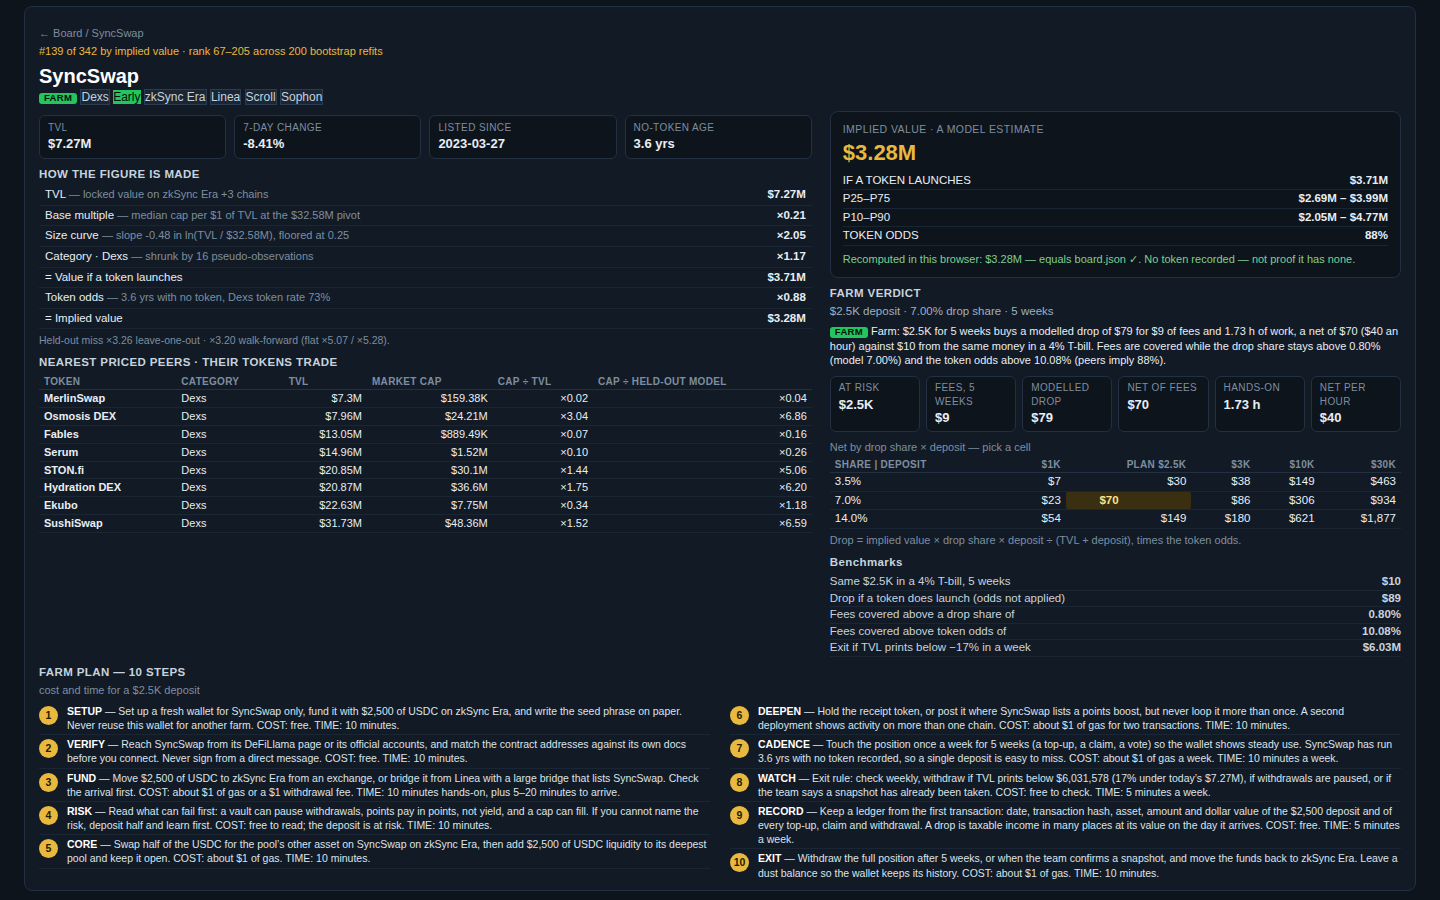 ← Board / SyncSwap
#139 of 342 by implied value · rank 67–205 across 200 bootstrap refits
SyncSwap
FARM Dexs Early zkSync Era Linea Scroll Sophon
TVL
$7.27M
7-DAY CHANGE
-8.41%
LISTED SINCE
2023-03-27
NO-TOKEN AGE
3.6 yrs
HOW THE FIGURE IS MADE
TVL — locked value on zkSync Era +3 chains $7.27M
Base multiple — median cap per $1 of TVL at the $32.58M pivot ×0.21
Size curve — slope -0.48 in ln(TVL / $32.58M), floored at 0.25 ×2.05
Category · Dexs — shrunk by 16 pseudo-observations ×1.17
= Value if a token launches $3.71M
Token odds — 3.6 yrs with no token, Dexs token rate 73% ×0.88
= Implied value $3.28M
Held-out miss ×3.26 leave-one-out · ×3.20 walk-forward (flat ×5.07 / ×5.28).
NEAREST PRICED PEERS · THEIR TOKENS TRADE
TOKEN CATEGORY TVL MARKET CAP CAP ÷ TVL CAP ÷ HELD-OUT MODEL
MerlinSwap Dexs $7.3M $159.38K ×0.02 ×0.04
Osmosis DEX Dexs $7.96M $24.21M ×3.04 ×6.86
Fables Dexs $13.05M $889.49K ×0.07 ×0.16
Serum Dexs $14.96M $1.52M ×0.10 ×0.26
STON.fi Dexs $20.85M $30.1M ×1.44 ×5.06
Hydration DEX Dexs $20.87M $36.6M ×1.75 ×6.20
Ekubo Dexs $22.63M $7.75M ×0.34 ×1.18
SushiSwap Dexs $31.73M $48.36M ×1.52 ×6.59
IMPLIED VALUE · A MODEL ESTIMATE
$3.28M
IF A TOKEN LAUNCHES $3.71M
P25–P75 $2.69M – $3.99M
P10–P90 $2.05M – $4.77M
TOKEN ODDS 88%
Recomputed in this browser: $3.28M — equals board.json ✓. No token recorded — not proof it has none.
FARM VERDICT
$2.5K deposit · 7.00% drop share · 5 weeks
FARM Farm: $2.5K for 5 weeks buys a modelled drop of $79 for $9 of fees and 1.73 h of work, a net of $70 ($40 an
hour) against $10 from the same money in a 4% T-bill. Fees are covered while the drop share stays above 0.80%
(model 7.00%) and the token odds above 10.08% (peers imply 88%).
AT RISK
$2.5K
FEES, 5
WEEKS
$9
MODELLED
DROP
$79
NET OF FEES
$70
HANDS-ON
1.73 h
NET PER
HOUR
$40
Net by drop share × deposit — pick a cell
SHARE | DEPOSIT $1K PLAN $2.5K $3K $10K $30K
3.5% $7 $30 $38 $149 $463
7.0% $23 $70 $86 $306 $934
14.0% $54 $149 $180 $621 $1,877
Drop = implied value × drop share × deposit ÷ (TVL + deposit), times the token odds.
Benchmarks
Same $2.5K in a 4% T-bill, 5 weeks $10
Drop if a token does launch (odds not applied) $89
Fees covered above a drop share of 0.80%
Fees covered above token odds of 10.08%
Exit if TVL prints below −17% in a week $6.03M
FARM PLAN — 10 STEPS
cost and time for a $2.5K deposit
1 SETUP — Set up a fresh wallet for SyncSwap only, fund it with $2,500 of USDC on zkSync Era, and write the seed phrase on paper.
Never reuse this wallet for another farm. COST: free. TIME: 10 minutes.
2 VERIFY — Reach SyncSwap from its DeFiLlama page or its official accounts, and match the contract addresses against its own docs
before you connect. Never sign from a direct message. COST: free. TIME: 10 minutes.
3 FUND — Move $2,500 of USDC to zkSync Era from an exchange, or bridge it from Linea with a large bridge that lists SyncSwap. Check
the arrival first. COST: about $1 of gas or a $1 withdrawal fee. TIME: 10 minutes hands-on, plus 5–20 minutes to arrive.
4 RISK — Read what can fail first: a vault can pause withdrawals, points pay in points, not yield, and a cap can fill. If you cannot name the
risk, deposit half and learn first. COST: free to read; the deposit is at risk. TIME: 10 minutes.
5 CORE — Swap half of the USDC for the pool's other asset on SyncSwap on zkSync Era, then add $2,500 of USDC liquidity to its deepest
pool and keep it open. COST: about $1 of gas. TIME: 10 minutes.
6 DEEPEN — Hold the receipt token, or post it where SyncSwap lists a points boost, but never loop it more than once. A second
deployment shows activity on more than one chain. COST: about $1 of gas for two transactions. TIME: 10 minutes.
7 CADENCE — Touch the position once a week for 5 weeks (a top-up, a claim, a vote) so the wallet shows steady use. SyncSwap has run
3.6 yrs with no token recorded, so a single deposit is easy to miss. COST: about $1 of gas a week. TIME: 10 minutes a week.
8 WATCH — Exit rule: check weekly, withdraw if TVL prints below $6,031,578 (17% under today's $7.27M), if withdrawals are paused, or if
the team says a snapshot has already been taken. COST: free to check. TIME: 5 minutes a week.
9 RECORD — Keep a ledger from the first transaction: date, transaction hash, asset, amount and dollar value of the $2,500 deposit and of
every top-up, claim and withdrawal. A drop is taxable income in many places at its value on the day it arrives. COST: free. TIME: 5 minutes
a week.
10 EXIT — Withdraw the full position after 5 weeks, or when the team confirms a snapshot, and move the funds back to zkSync Era. Leave a
dust balance so the wallet keeps its history. COST: about $1 of gas. TIME: 10 minutes.